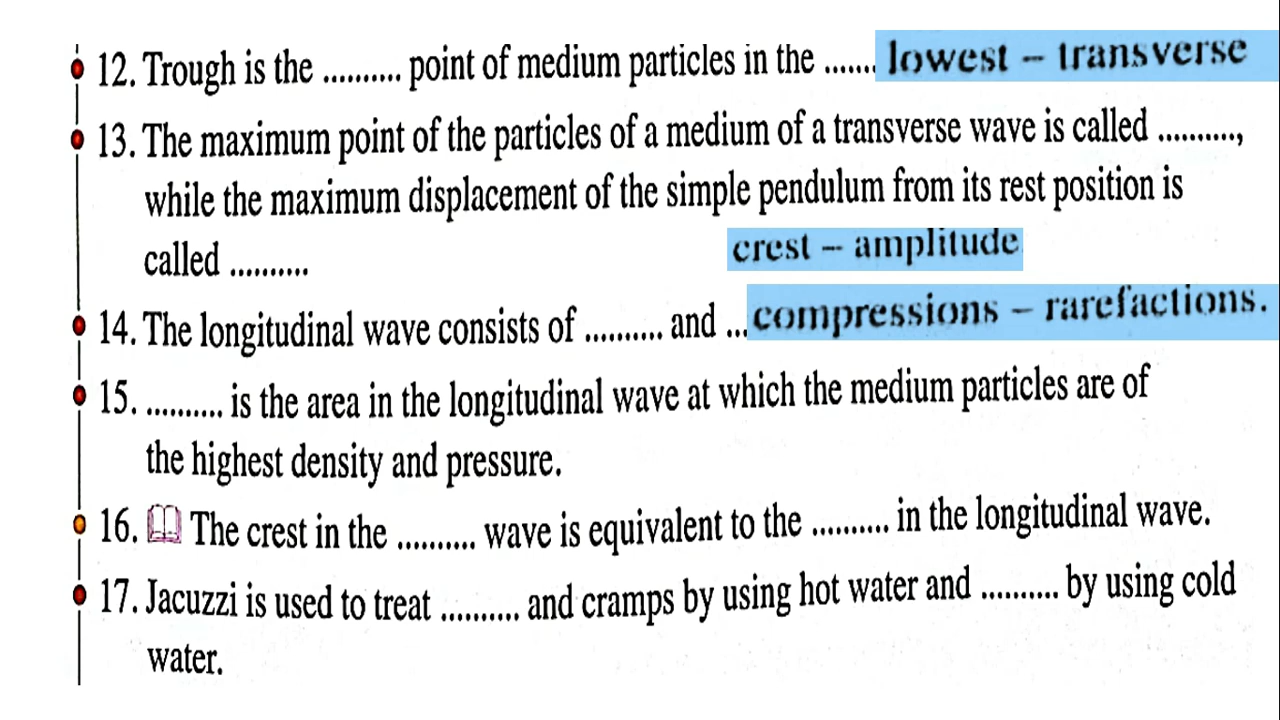 12. Trough is the .......... point of medium particles in the ....... lowest – transverse
13. The maximum point of the particles of a medium of a transverse wave is called ..........,
while the maximum displacement of the simple pendulum from its rest position is
called .......... crest – amplitude
14. The longitudinal wave consists of .......... and ... compressions – rarefactions.
15. .......... is the area in the longitudinal wave at which the medium particles are of
the highest density and pressure.
16. The crest in the .......... wave is equivalent to the .......... in the longitudinal wave.
17. Jacuzzi is used to treat .......... and cramps by using hot water and .......... by using cold
water.